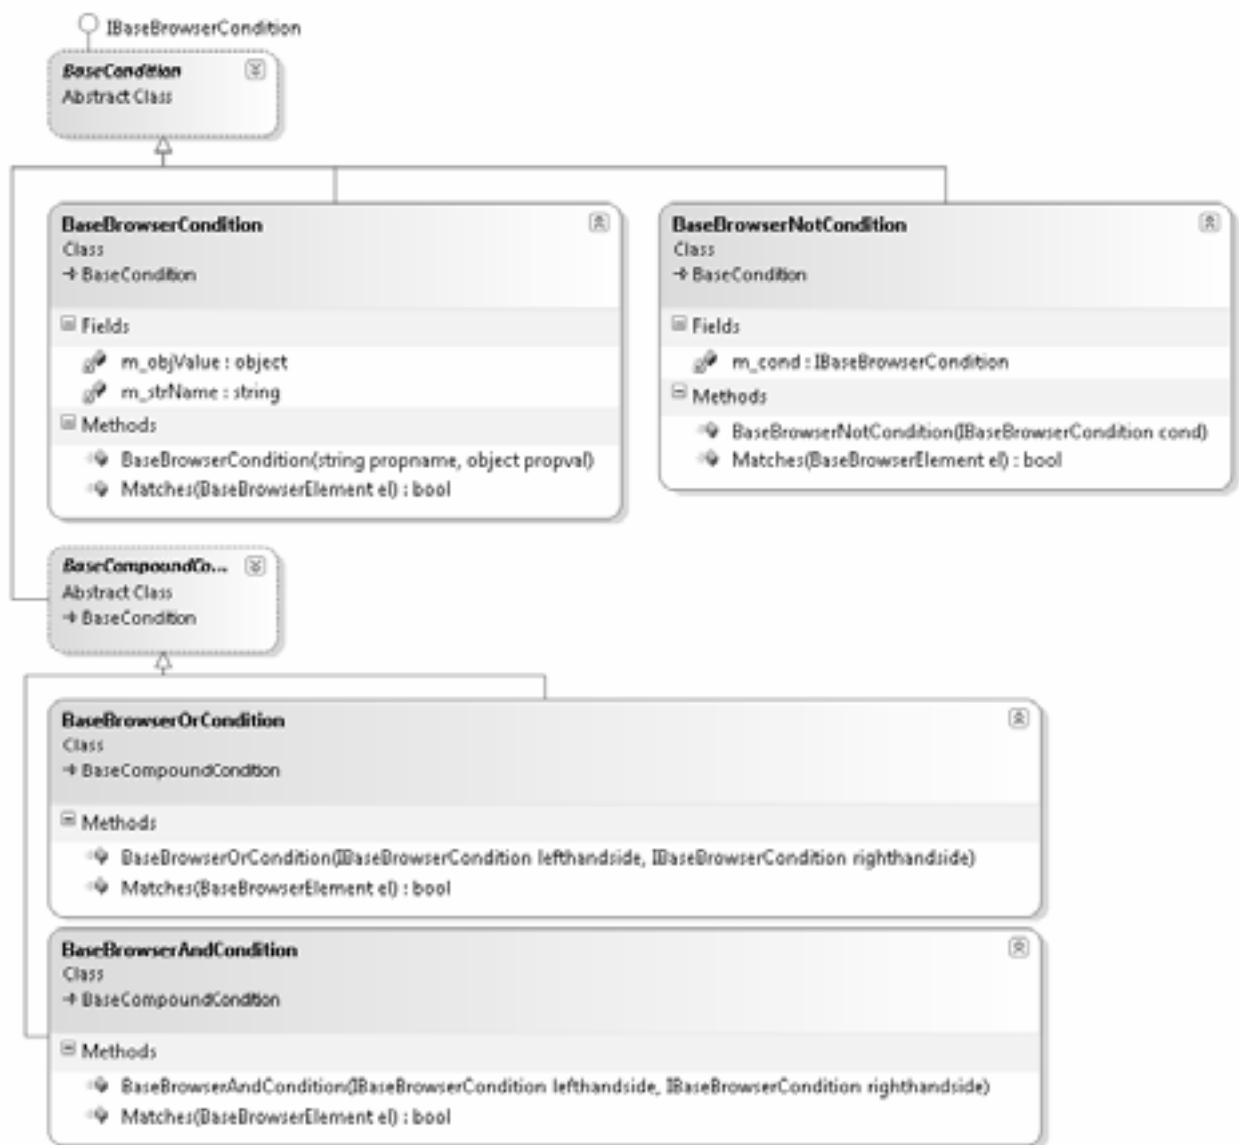 IBaseBrowserCondition
BaseCondition
Abstract Class
BaseBrowserCondition
Class
BaseCondition
Fields
m_objValue : object
m_strName : string
Methods
BaseBrowserCondition(string propname, object propval)
Matches(BaseBrowserElement el) : bool
BaseBrowserNotCondition
Class
BaseCondition
Fields
m_cond : IBaseBrowserCondition
Methods
BaseBrowserNotCondition(IBaseBrowserCondition cond)
Matches(BaseBrowserElement el) : bool
BaseCompoundCo...
Abstract Class
BaseCondition
BaseBrowserOrCondition
Class
BaseCompoundCondition
Methods
BaseBrowserOrCondition(IBaseBrowserCondition lefthandside, IBaseBrowserCondition righthandside)
Matches(BaseBrowserElement el) : bool
BaseBrowserAndCondition
Class
BaseCompoundCondition
Methods
BaseBrowserAndCondition(IBaseBrowserCondition lefthandside, IBaseBrowserCondition righthandside)
Matches(BaseBrowserElement el) : bool